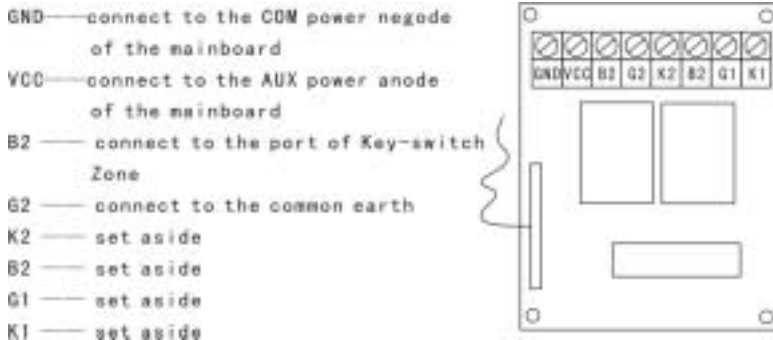 GND——connect to the COM power negode
of the mainboard
VCC——connect to the AUX power anode
of the mainboard
B2 —— connect to the port of Key-switch
Zone
G2 —— connect to the common earth
K2 —— set aside
B2 —— set aside
G1 —— set aside
K1 —— set aside
GND VCC B2 G2 K2 B2 G1 K1